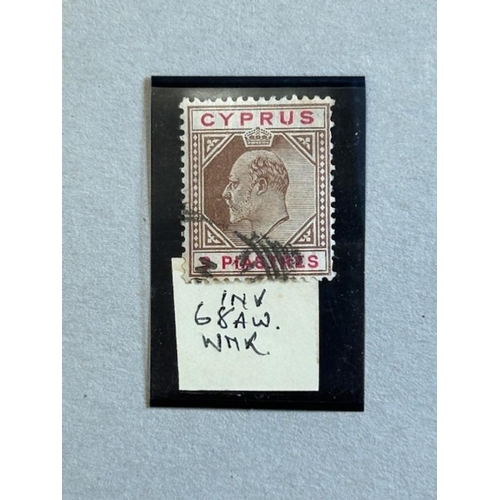 CYPRUS
PIASTRES
INV
68AW.
WMK.